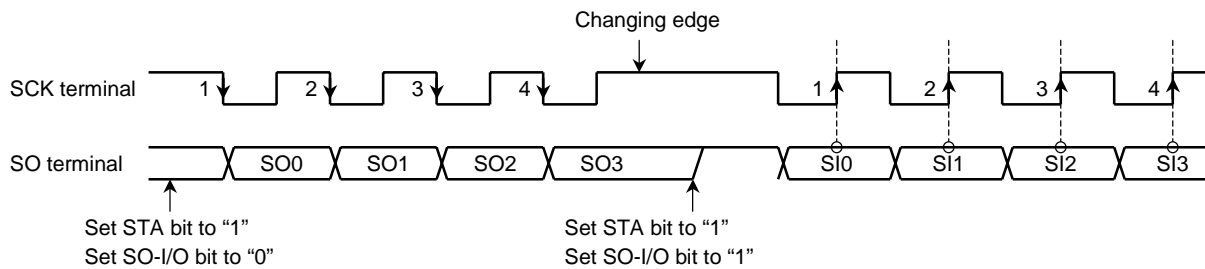 Changing edge
SCK terminal 1 2 3 4 1 2 3 4
SO terminal SO0 SO1 SO2 SO3 SI0 SI1 SI2 SI3
Set STA bit to “1” Set STA bit to “1”
Set SO-I/O bit to “0” Set SO-I/O bit to “1”